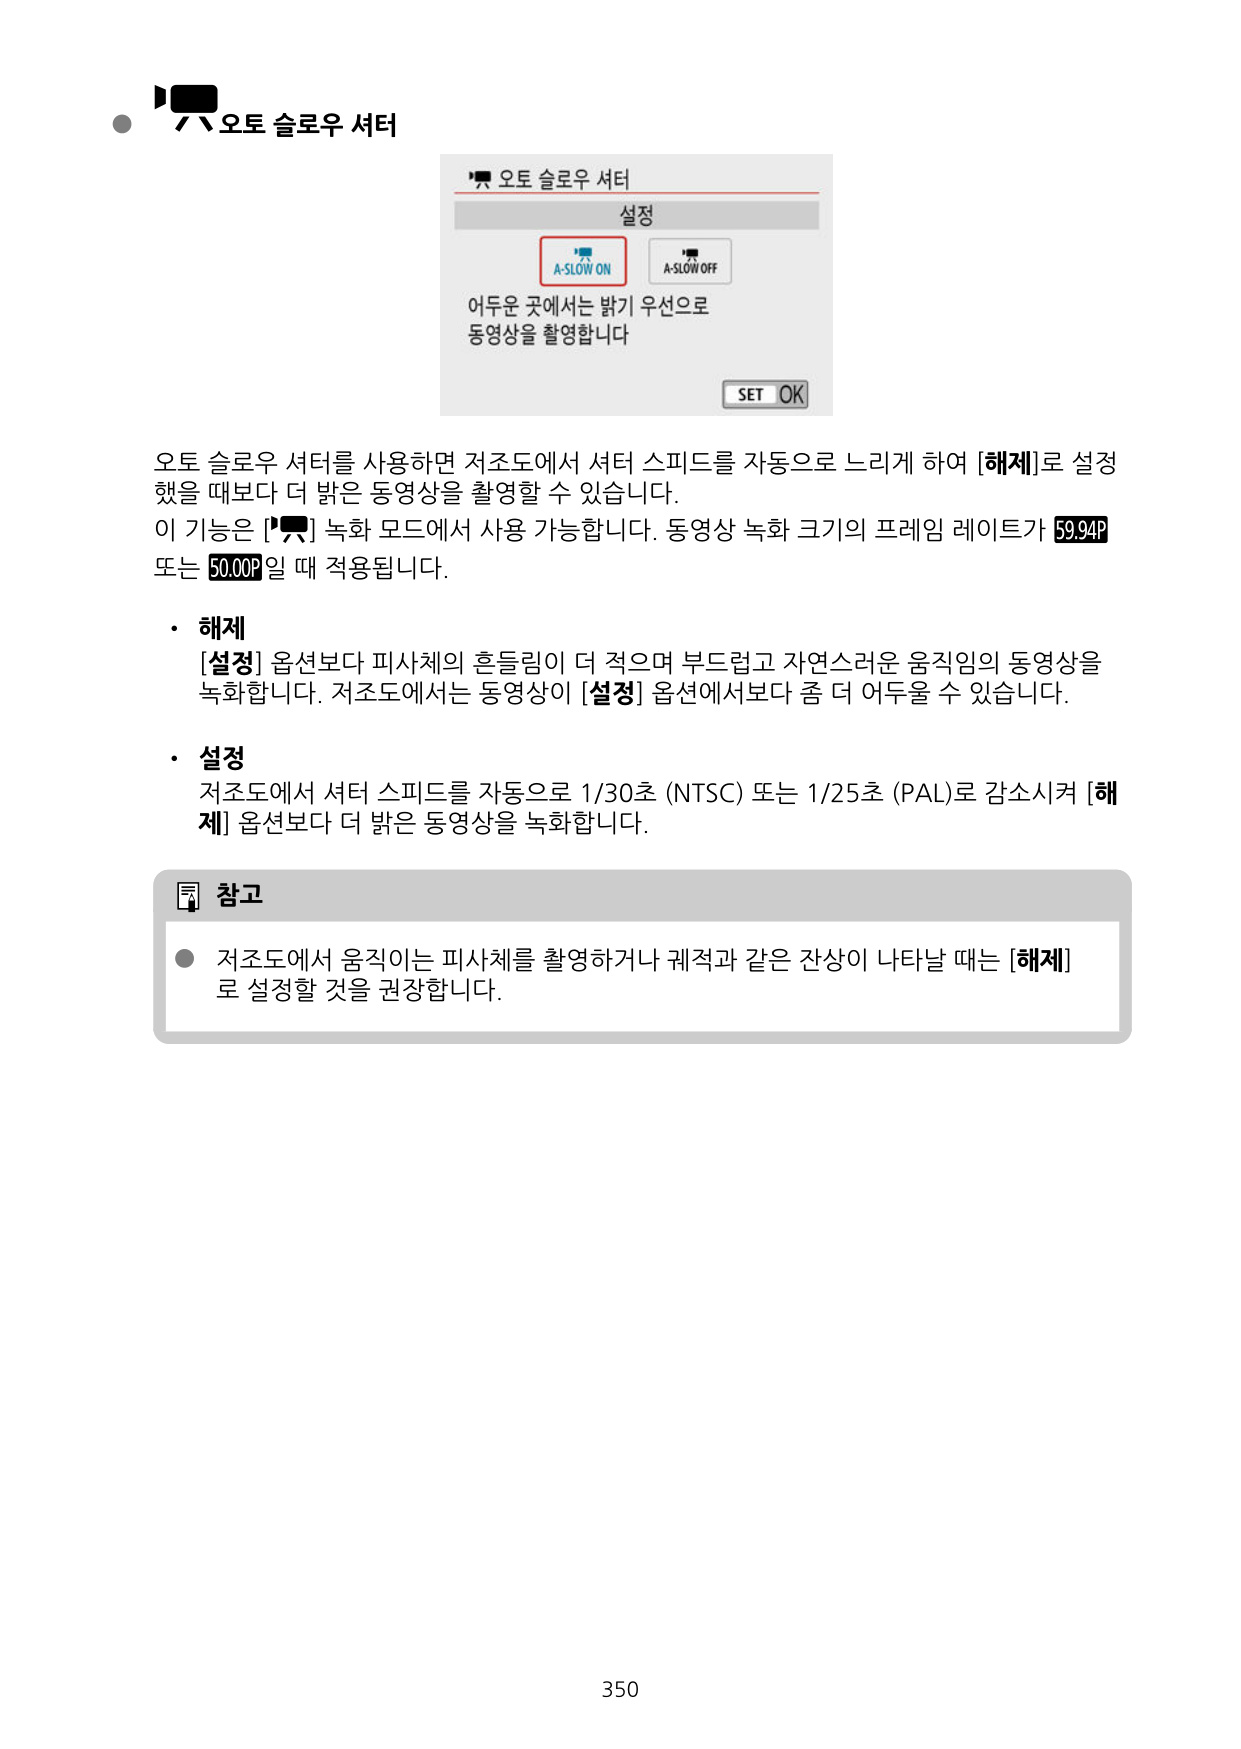 ● 오토 슬로우 셔터
오토 슬로우 셔터
설정
A-SLOW ON A-SLOW OFF
어두운 곳에서는 밝기 우선으로
동영상을 촬영합니다
SET OK
오토 슬로우 셔터를 사용하면 저조도에서 셔터 스피드를 자동으로 느리게 하여 [해제]로 설정
했을 때보다 더 밝은 동영상을 촬영할 수 있습니다.
이 기능은 [ ] 녹화 모드에서 사용 가능합니다. 동영상 녹화 크기의 프레임 레이트가 59.94P
또는 50.00P일 때 적용됩니다.
• 해제
[설정] 옵션보다 피사체의 흔들림이 더 적으며 부드럽고 자연스러운 움직임의 동영상을
녹화합니다. 저조도에서는 동영상이 [설정] 옵션에서보다 좀 더 어두울 수 있습니다.
• 설정
저조도에서 셔터 스피드를 자동으로 1/30초 (NTSC) 또는 1/25초 (PAL)로 감소시켜 [해
제] 옵션보다 더 밝은 동영상을 녹화합니다.
참고
● 저조도에서 움직이는 피사체를 촬영하거나 궤적과 같은 잔상이 나타날 때는 [해제]
로 설정할 것을 권장합니다.
350